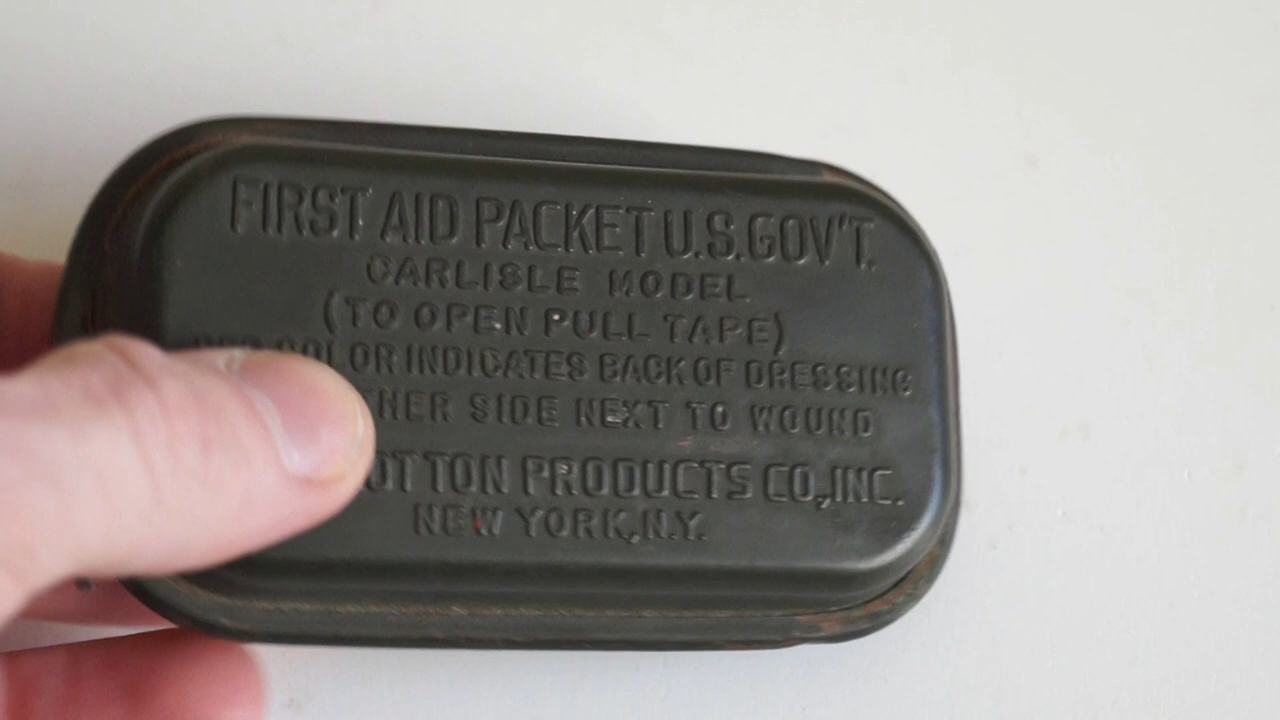 FIRST AID PACKET U.S. GOV'T.
CARLISLE MODEL
(TO OPEN PULL TAPE)
COLOR INDICATES BACK OF DRESSING
SIDE NEXT TO WOUND
PRODUCTS CO., INC.
NEW YORK, N.Y.